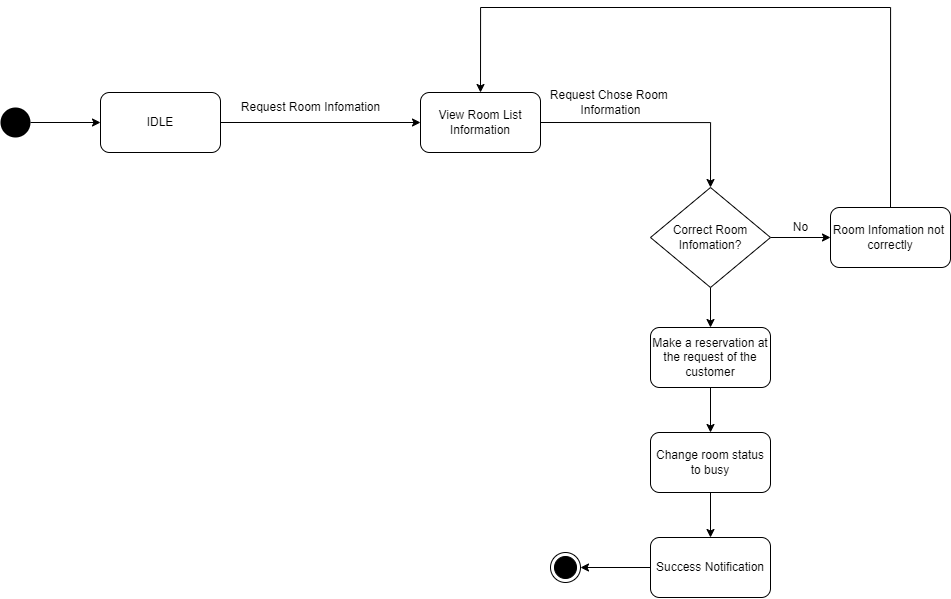 IDLE
Request Room Infomation
View Room List
Information
Request Chose Room
Information
Correct Room
Infomation?
No
Room Infomation not
correctly
Make a reservation at
the request of the
customer
Change room status
to busy
Success Notification